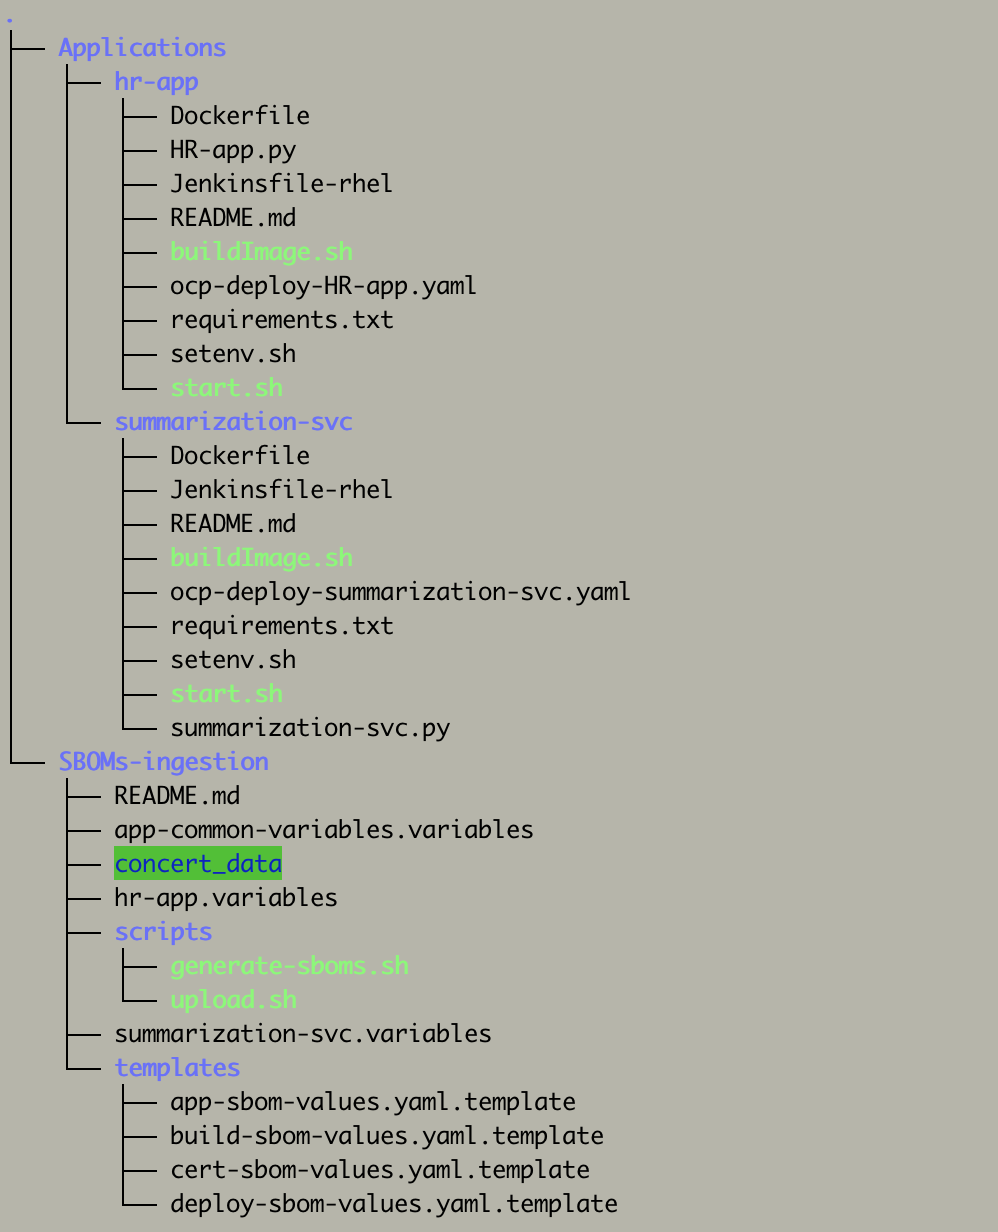 .
├── Applications
│   ├── hr-app
│   │   ├── Dockerfile
│   │   ├── HR-app.py
│   │   ├── Jenkinsfile-rhel
│   │   ├── README.md
│   │   ├── buildImage.sh
│   │   ├── ocp-deploy-HR-app.yaml
│   │   ├── requirements.txt
│   │   ├── setenv.sh
│   │   └── start.sh
│   └── summarization-svc
│       ├── Dockerfile
│       ├── Jenkinsfile-rhel
│       ├── README.md
│       ├── buildImage.sh
│       ├── ocp-deploy-summarization-svc.yaml
│       ├── requirements.txt
│       ├── setenv.sh
│       ├── start.sh
│       └── summarization-svc.py
└── SBOMs-ingestion
    ├── README.md
    ├── app-common-variables.variables
    ├── concert_data
    ├── hr-app.variables
    ├── scripts
    │   ├── generate-sboms.sh
    │   └── upload.sh
    ├── summarization-svc.variables
    └── templates
        ├── app-sbom-values.yaml.template
        ├── build-sbom-values.yaml.template
        ├── cert-sbom-values.yaml.template
        └── deploy-sbom-values.yaml.template